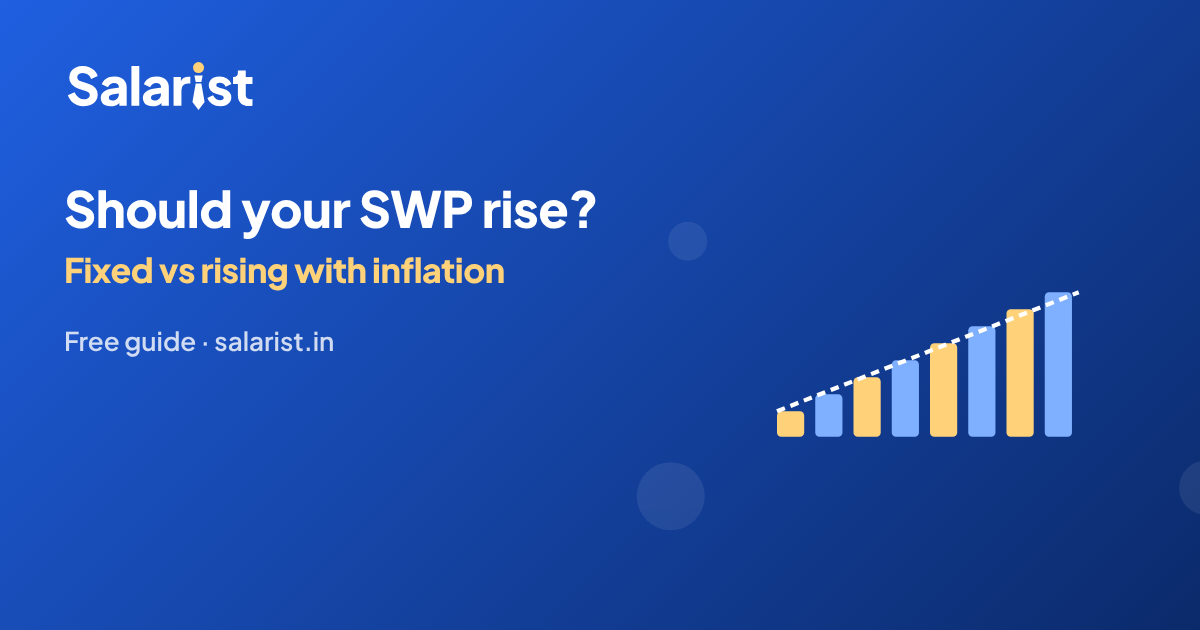 Salarist
Should your SWP rise?
Fixed vs rising with inflation
Free guide · salarist.in